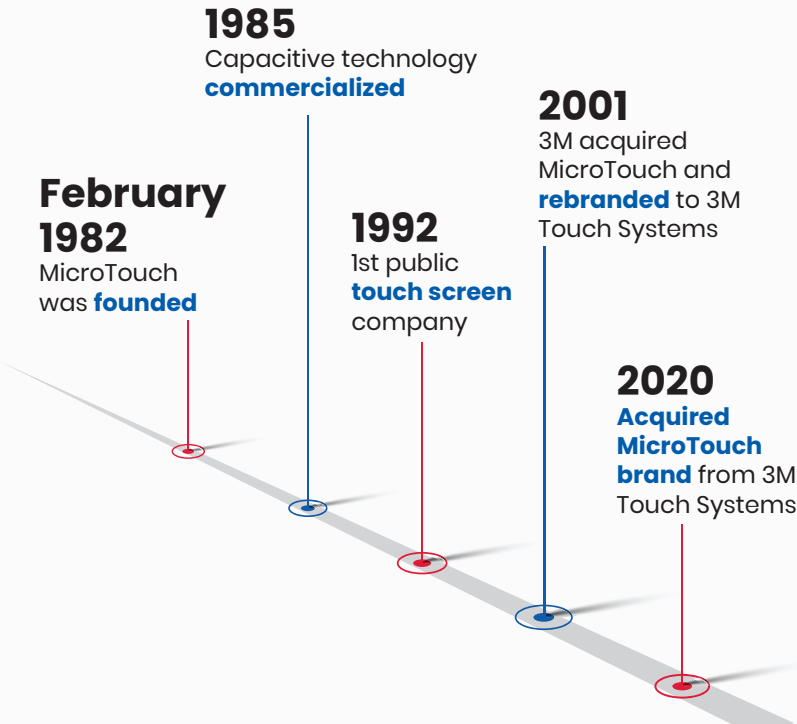 February
1982
MicroTouch
was founded
1985
Capacitive technology
commercialized
1992
1st public
touch screen
company
2001
3M acquired
MicroTouch and
rebranded to 3M
Touch Systems
2020
Acquired
MicroTouch
brand from 3M
Touch Systems